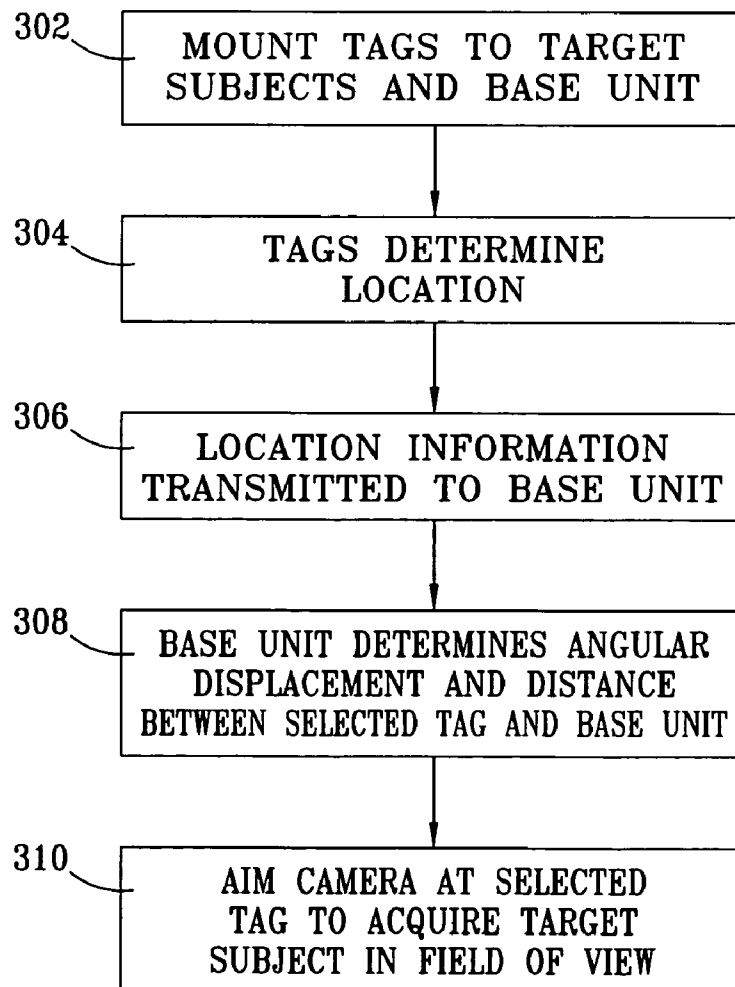 302
MOUNT TAGS TO TARGET
SUBJECTS AND BASE UNIT
304
TAGS DETERMINE
LOCATION
306
LOCATION INFORMATION
TRANSMITTED TO BASE UNIT
308
BASE UNIT DETERMINES ANGULAR
DISPLACEMENT AND DISTANCE
BETWEEN SELECTED TAG AND BASE UNIT
310
AIM CAMERA AT SELECTED
TAG TO ACQUIRE TARGET
SUBJECT IN FIELD OF VIEW